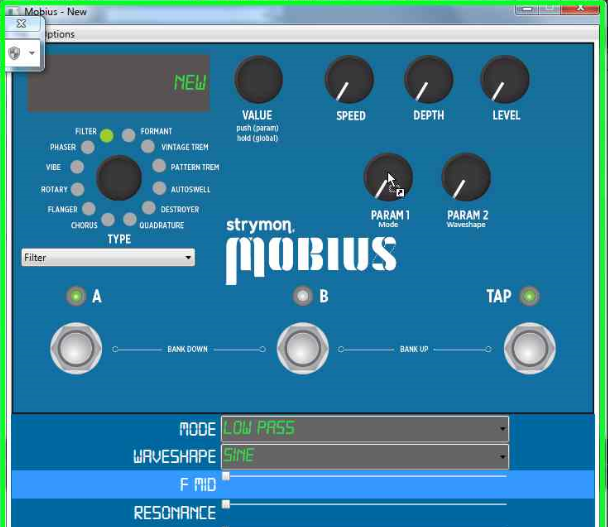 Mobius - New
Options
NEW
VALUE
push (param)
hold (global)
SPEED
DEPTH
LEVEL
FILTER
FORMANT
PHASER
VINTAGE TREM
VIBE
PATTERN TREM
ROTARY
AUTOSWELL
FLANGER
DESTROYER
CHORUS
QUADRATURE
TYPE
Filter
PARAM 1
Mode
PARAM 2
Waveshape
strymon
MOBIUS
A
B
TAP
BANK DOWN
BANK UP
MODE LOW PASS
WAVESHAPE SINE
F MID
RESONANCE